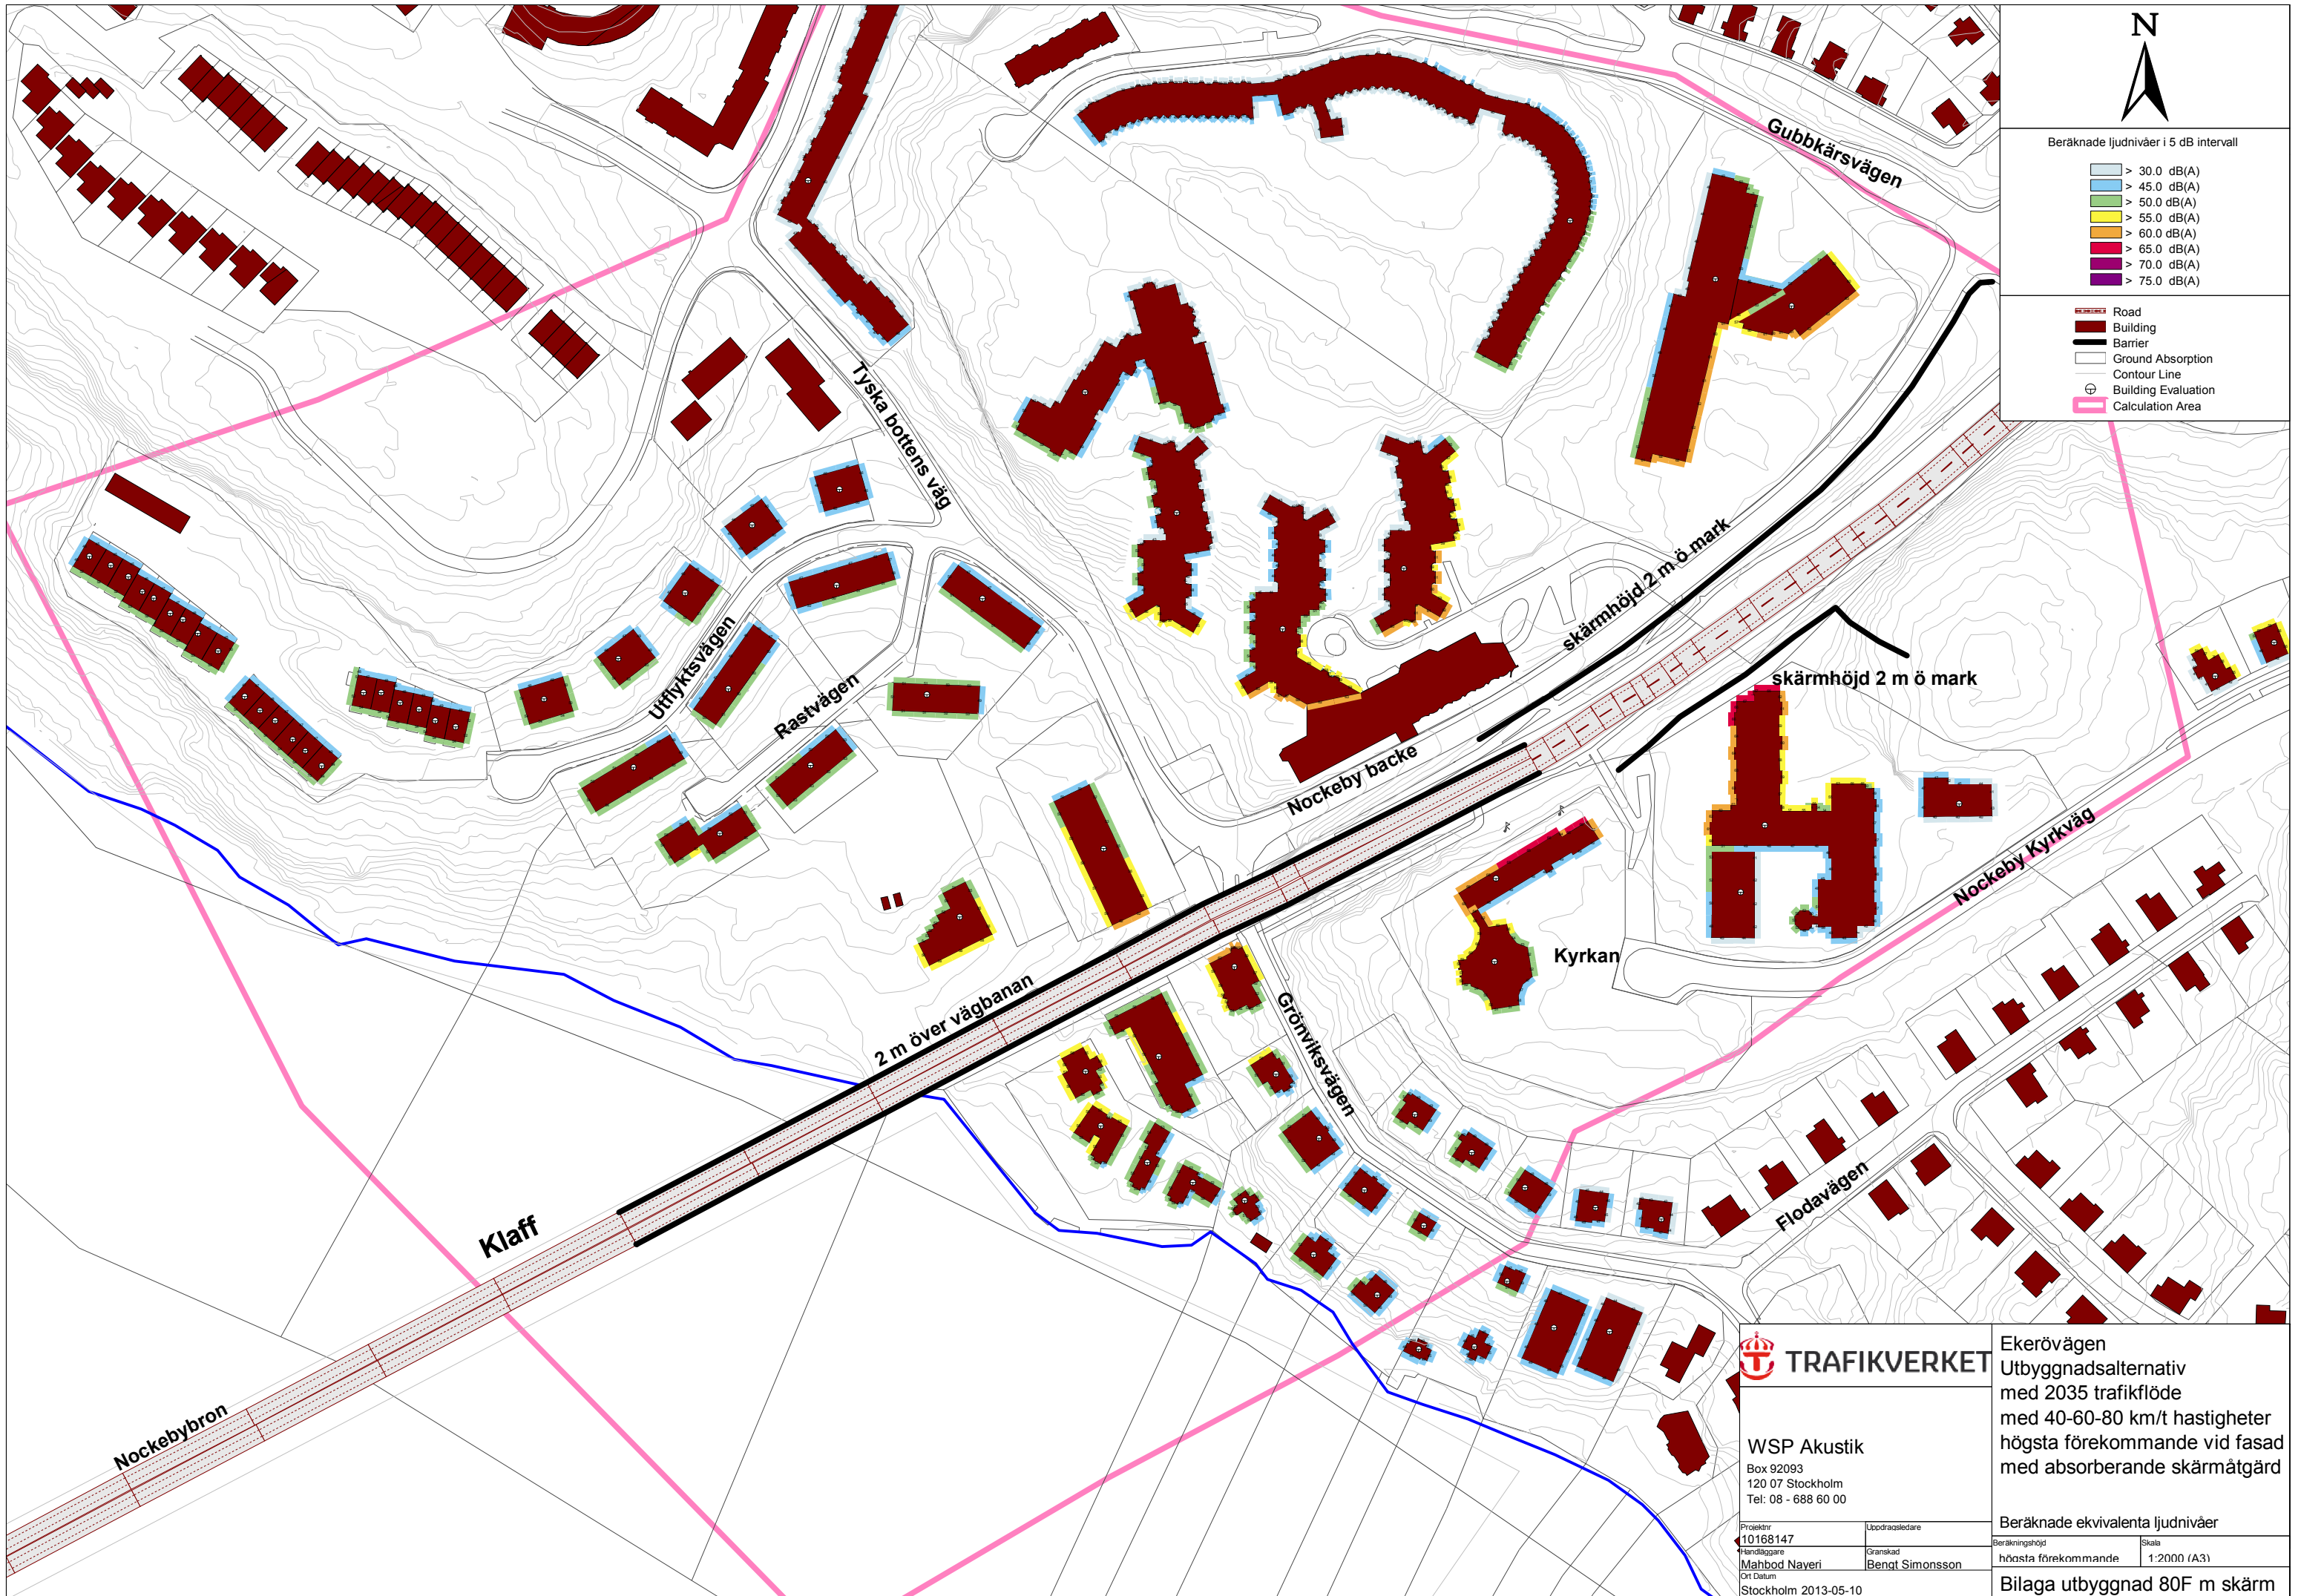 N
Beräknade ljudnivåer i 5 dB intervall
> 30.0 dB(A)
> 45.0 dB(A)
> 50.0 dB(A)
> 55.0 dB(A)
> 60.0 dB(A)
> 65.0 dB(A)
> 70.0 dB(A)
> 75.0 dB(A)
Road
Building
Barrier
Ground Absorption
Contour Line
Building Evaluation
Calculation Area
Gubbkärsvägen
Tyska bottens väg
skärmhöjd 2 m ö mark
skärmhöjd 2 m ö mark
Utflyktsvägen
Rastvägen
Nockeby backe
Nockeby Kyrkväg
Kyrkan
2 m över vägbanan
Grönviksvägen
Flodavägen
Klaff
Nockebybron
TRAFIKVERKET
WSP Akustik
Box 92093
120 07 Stockholm
Tel: 08 - 688 60 00
Projektnr
10168147
Uppdragsledare
Handläggare
Mahbod Nayeri
Granskad
Bengt Simonsson
Ort Datum
Stockholm 2013-05-10
Ekerövägen
Utbyggnadsalternativ
med 2035 trafikflöde
med 40-60-80 km/t hastigheter
högsta förekommande vid fasad
med absorberande skärmåtgärd
Beräknade ekvivalenta ljudnivåer
Beräkningshöjd
högsta förekommande
Skala
1:2000 (A3)
Bilaga utbyggnad 80F m skärm